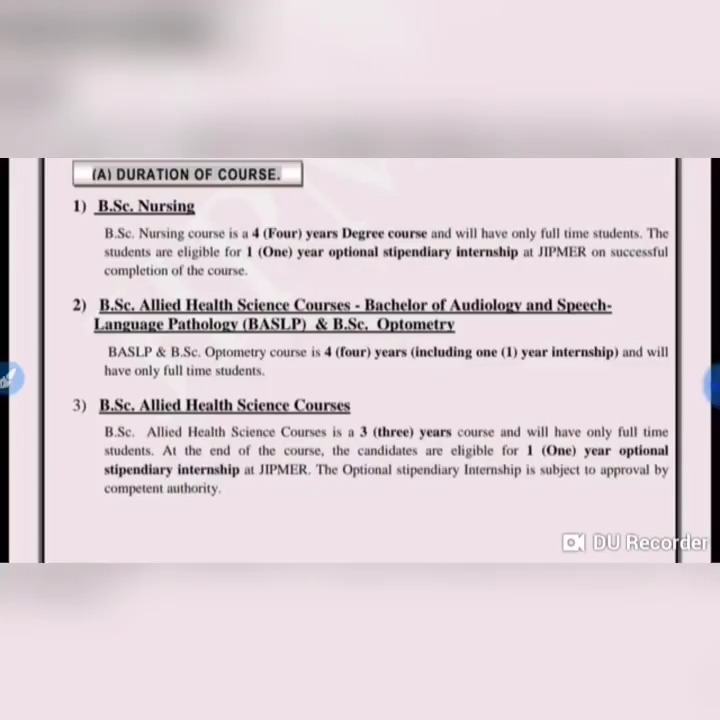 (A) DURATION OF COURSE.
1) B.Sc. Nursing
B.Sc. Nursing course is a 4 (Four) years Degree course and will have only full time students. The
students are eligible for 1 (One) year optional stipendiary internship at JIPMER on successful
completion of the course.
2) B.Sc. Allied Health Science Courses - Bachelor of Audiology and Speech-
Language Pathology (BASLP) & B.Sc. Optometry
BASLP & B.Sc. Optometry course is 4 (four) years (including one (1) year internship) and will
have only full time students.
3) B.Sc. Allied Health Science Courses
B.Sc. Allied Health Science Courses is a 3 (three) years course and will have only full time
students. At the end of the course, the candidates are eligible for 1 (One) year optional
stipendiary internship at JIPMER. The Optional stipendiary Internship is subject to approval by
competent authority.
DU Recorder